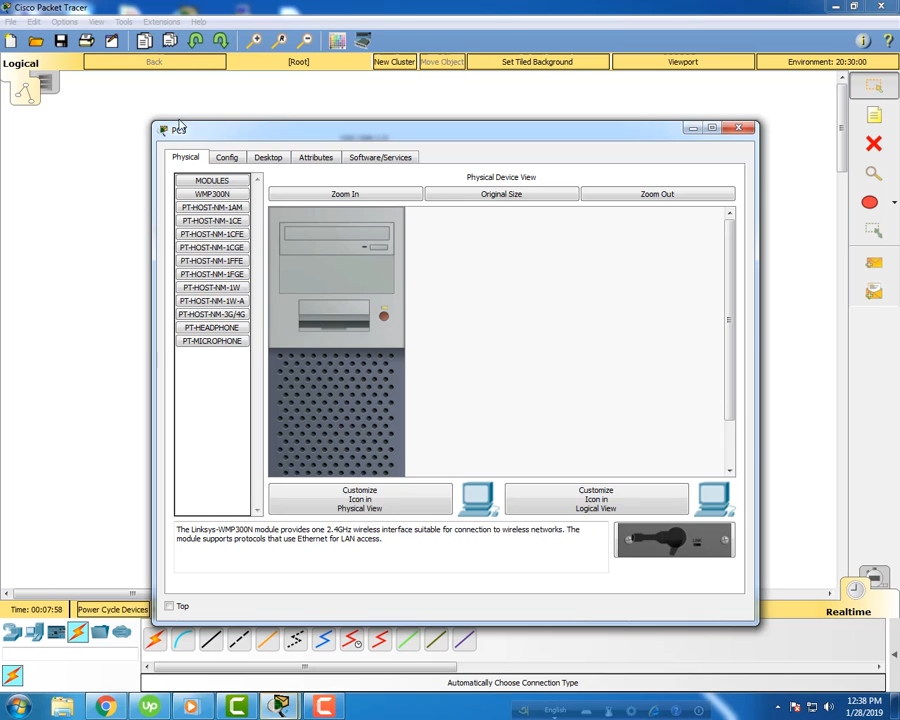 Cisco Packet Tracer
File Edit Options View Tools Extensions Help
Logical Back [Root] New Cluster Move Object Set Tiled Background Viewport Environment: 20:30:00
Physical Config Desktop Attributes Software/Services
MODULES
WMP300N
PT-HOST-NM-1AM
PT-HOST-NM-1CE
PT-HOST-NM-1CFE
PT-HOST-NM-1CGE
PT-HOST-NM-1FFE
PT-HOST-NM-1FGE
PT-HOST-NM-1W
PT-HOST-NM-1W-A
PT-HOST-NM-3G/4G
PT-HEADPHONE
PT-MICROPHONE
Physical Device View
Zoom In Original Size Zoom Out
Customize
Icon in
Physical View
Customize
Icon in
Logical View
The Linksys-WMP300N module provides one 2.4GHz wireless interface suitable for connection to wireless networks. The
module supports protocols that use Ethernet for LAN access.
Top
Time: 00:07:58 Power Cycle Devices Realtime
Automatically Choose Connection Type
English
12:38 PM
1/28/2019